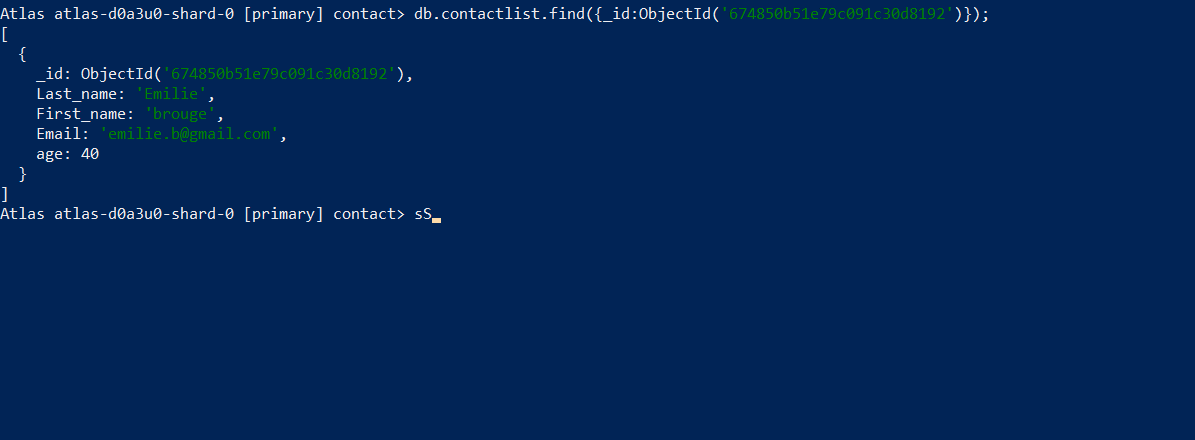 Atlas atlas-d0a3u0-shard-0 [primary] contact> db.contactlist.find({_id:ObjectId('674850b51e79c091c30d8192')});
[
  {
    _id: ObjectId('674850b51e79c091c30d8192'),
    Last_name: 'Emilie',
    First_name: 'brouge',
    Email: 'emilie.b@gmail.com',
    age: 40
  }
]
Atlas atlas-d0a3u0-shard-0 [primary] contact> sS